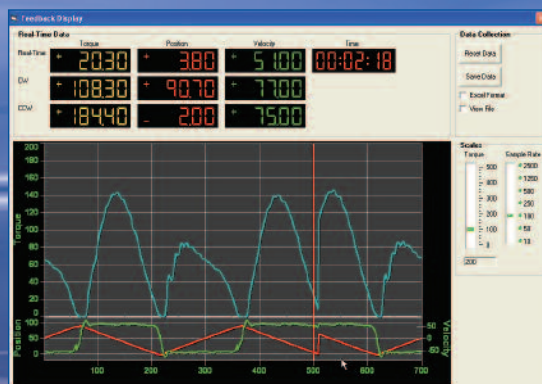 Feedback Display
Real-Time Data
Torque Position Velocity Time
Real-Time + 20.30 + 3.80 + 51.00 00:02:18
CW + 108.30 + 90.70 + 77.00
CCW + 184.40 - 2.00 + 75.00
Data Collection
Reset Data
Save Data
Excel Format
View File
Scales
Torque Sample Rate
500 2500
400 1250
500
300 250
200 100
100 50
0 10
200
200
180
160
140
120
100
80
60
40
20
0
Torque
100
50
0
Position
50
0
-50
Velocity
0 100 200 300 400 500 600 700